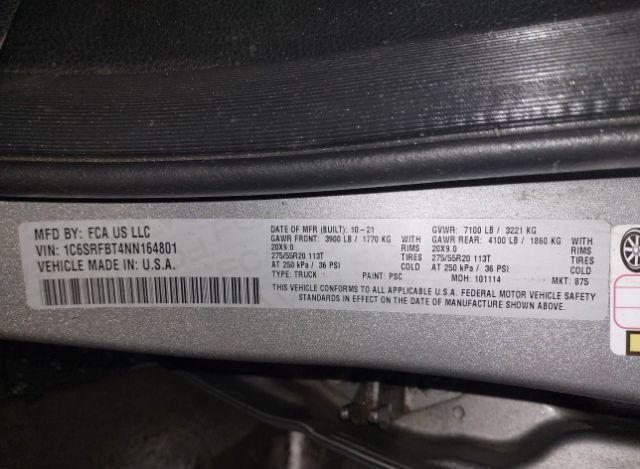 MFD BY: FCA US LLC
VIN: 1C6SRFBT4NN164801
VEHICLE MADE IN: U.S.A.
DATE OF MFR (BUILT): 10-21
GAWR FRONT: 3900 LB / 1770 KG WITH
20X9.0 RIMS
275/55R20 113T TIRES
AT 250 kPa / 36 PSI COLD
TYPE: TRUCK - PAINT: PSC
GVWR: 7100 LB / 3221 KG
GAWR REAR: 4100 LB / 1860 KG WITH
20X9.0 RIMS
275/55R20 113T TIRES
AT 250 kPa / 36 PSI COLD
MDH: 101114 MKT: 875
THIS VEHICLE CONFORMS TO ALL APPLICABLE U.S.A. FEDERAL MOTOR VEHICLE SAFETY
STANDARDS IN EFFECT ON THE DATE OF MANUFACTURE SHOWN ABOVE.